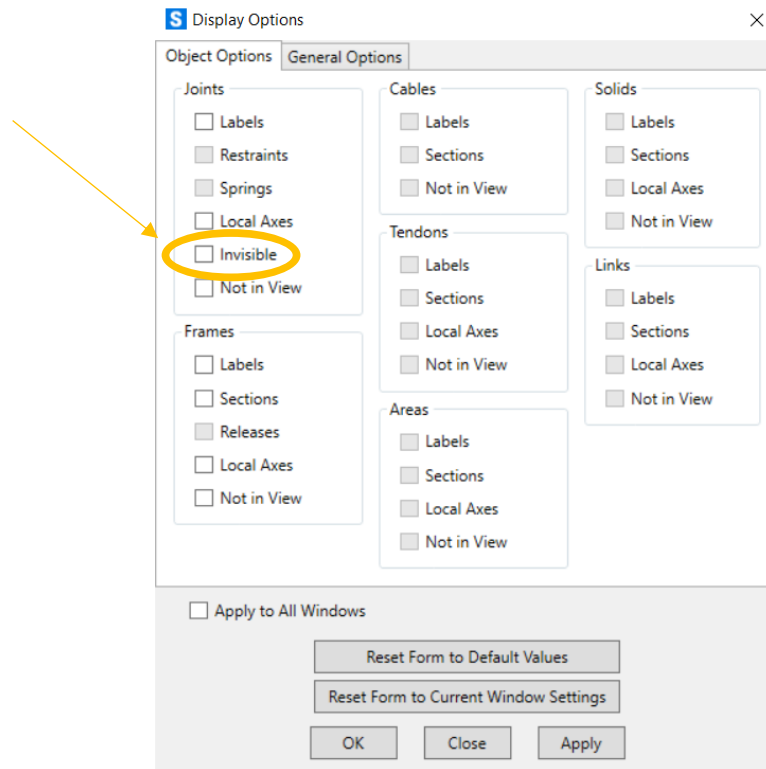 S Display Options
Object Options
General Options
Joints
Labels
Restraints
Springs
Local Axes
Invisible
Not in View
Frames
Labels
Sections
Releases
Local Axes
Not in View
Cables
Labels
Sections
Not in View
Tendons
Labels
Sections
Local Axes
Not in View
Areas
Labels
Sections
Local Axes
Not in View
Solids
Labels
Sections
Local Axes
Not in View
Links
Labels
Sections
Local Axes
Not in View
Apply to All Windows
Reset Form to Default Values
Reset Form to Current Window Settings
OK
Close
Apply